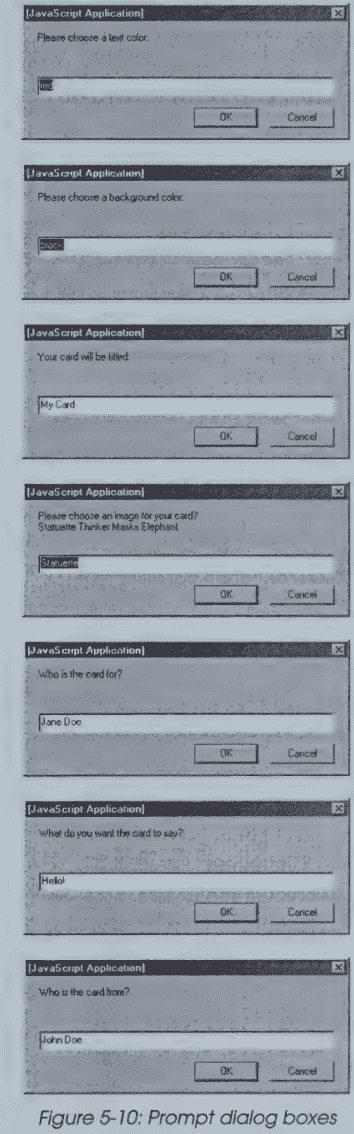 [JavaScript Application]
Please choose a text color.
red
OK Cancel
[JavaScript Application]
Please choose a background color.
black
OK Cancel
[JavaScript Application]
Your card will be titled:
My Card
OK Cancel
[JavaScript Application]
Please choose an image for your card?
Statuette Thinker Masks Elephant
Statuette
OK Cancel
[JavaScript Application]
Who is the card for?
Jane Doe
OK Cancel
[JavaScript Application]
What do you want the card to say?
Hello!
OK Cancel
[JavaScript Application]
Who is the card from?
John Doe
OK Cancel
Figure 5-10: Prompt dialog boxes